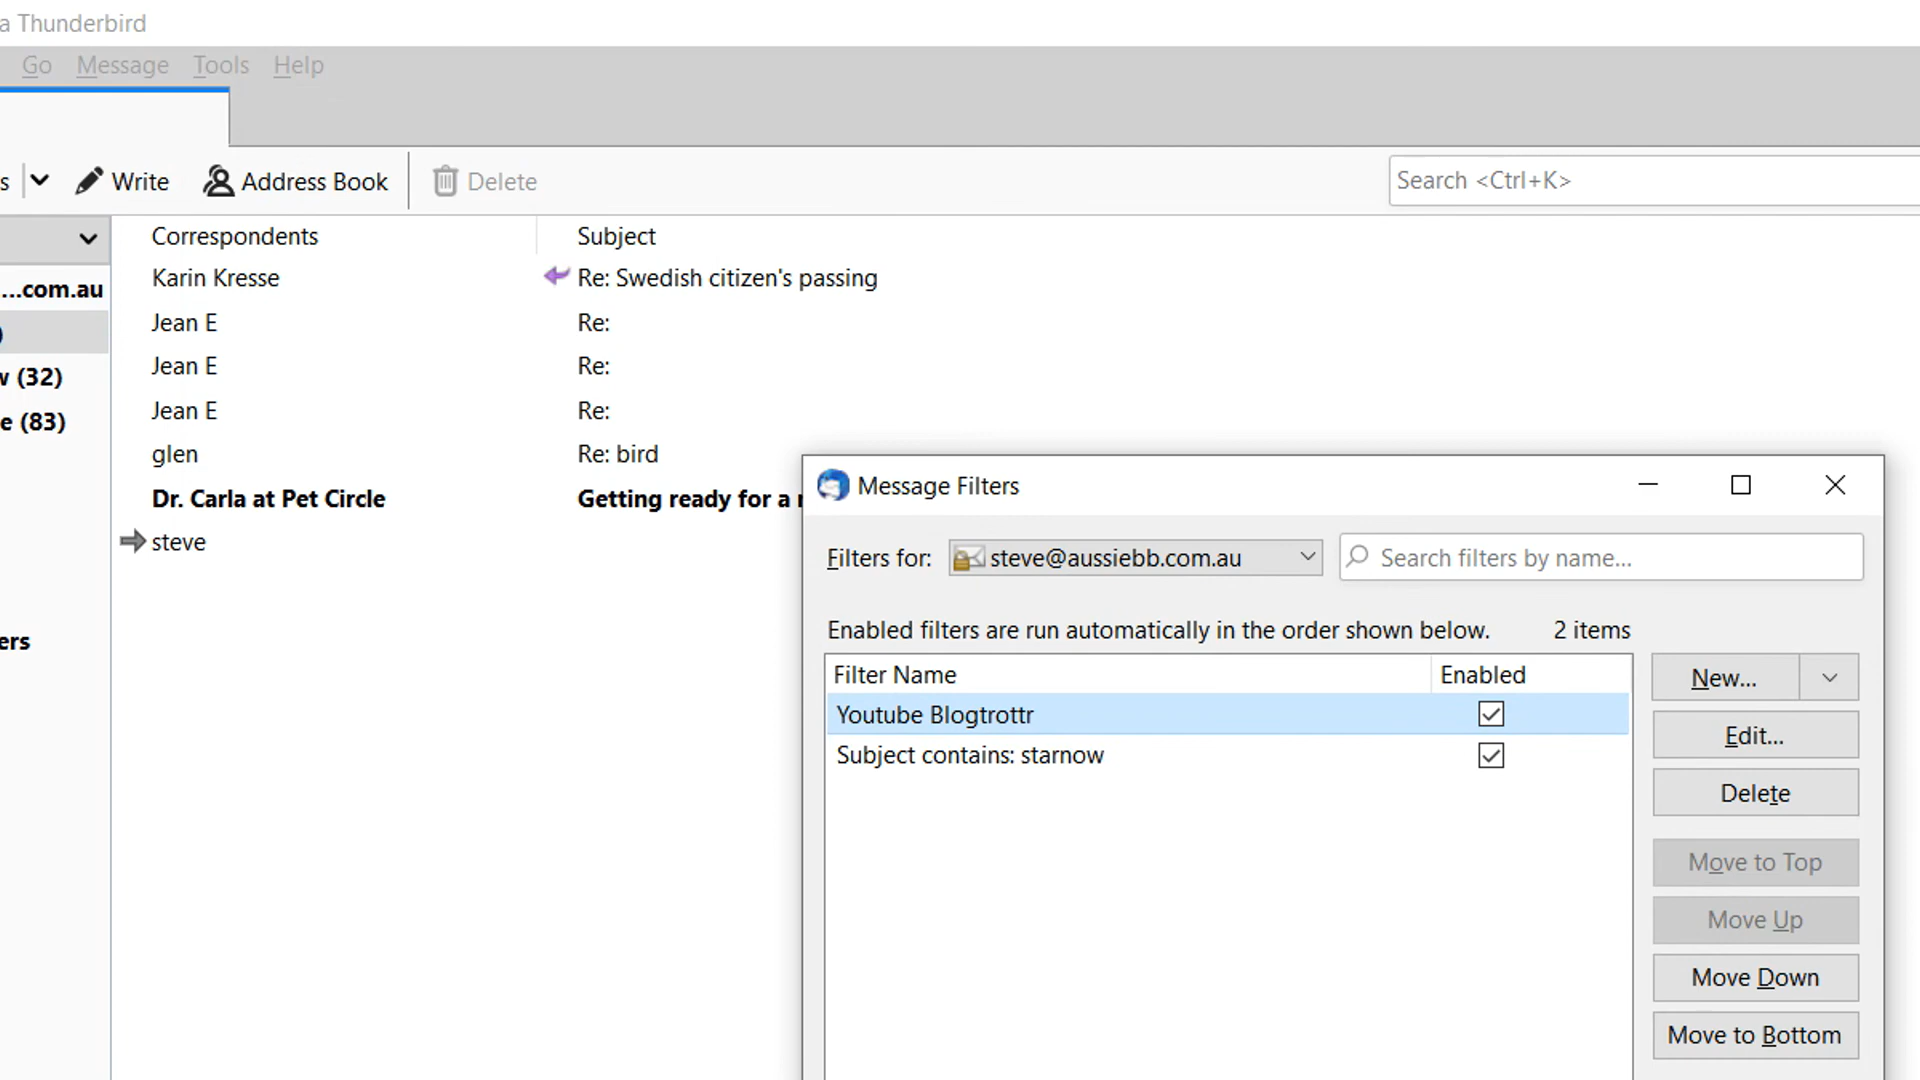 a Thunderbird
Go Message Tools Help
s Write Address Book Delete Search <Ctrl+K>
Correspondents Subject
Karin Kresse Re: Swedish citizen's passing
...com.au
Jean E Re:
)
Jean E Re:
w (32)
Jean E Re:
e (83)
glen Re: bird
Dr. Carla at Pet Circle Getting ready for a
steve
ers
Message Filters
Filters for: steve@aussiebb.com.au Search filters by name...
Enabled filters are run automatically in the order shown below. 2 items
Filter Name Enabled
New...
Youtube Blogtrottr
Edit...
Subject contains: starnow
Delete
Move to Top
Move Up
Move Down
Move to Bottom